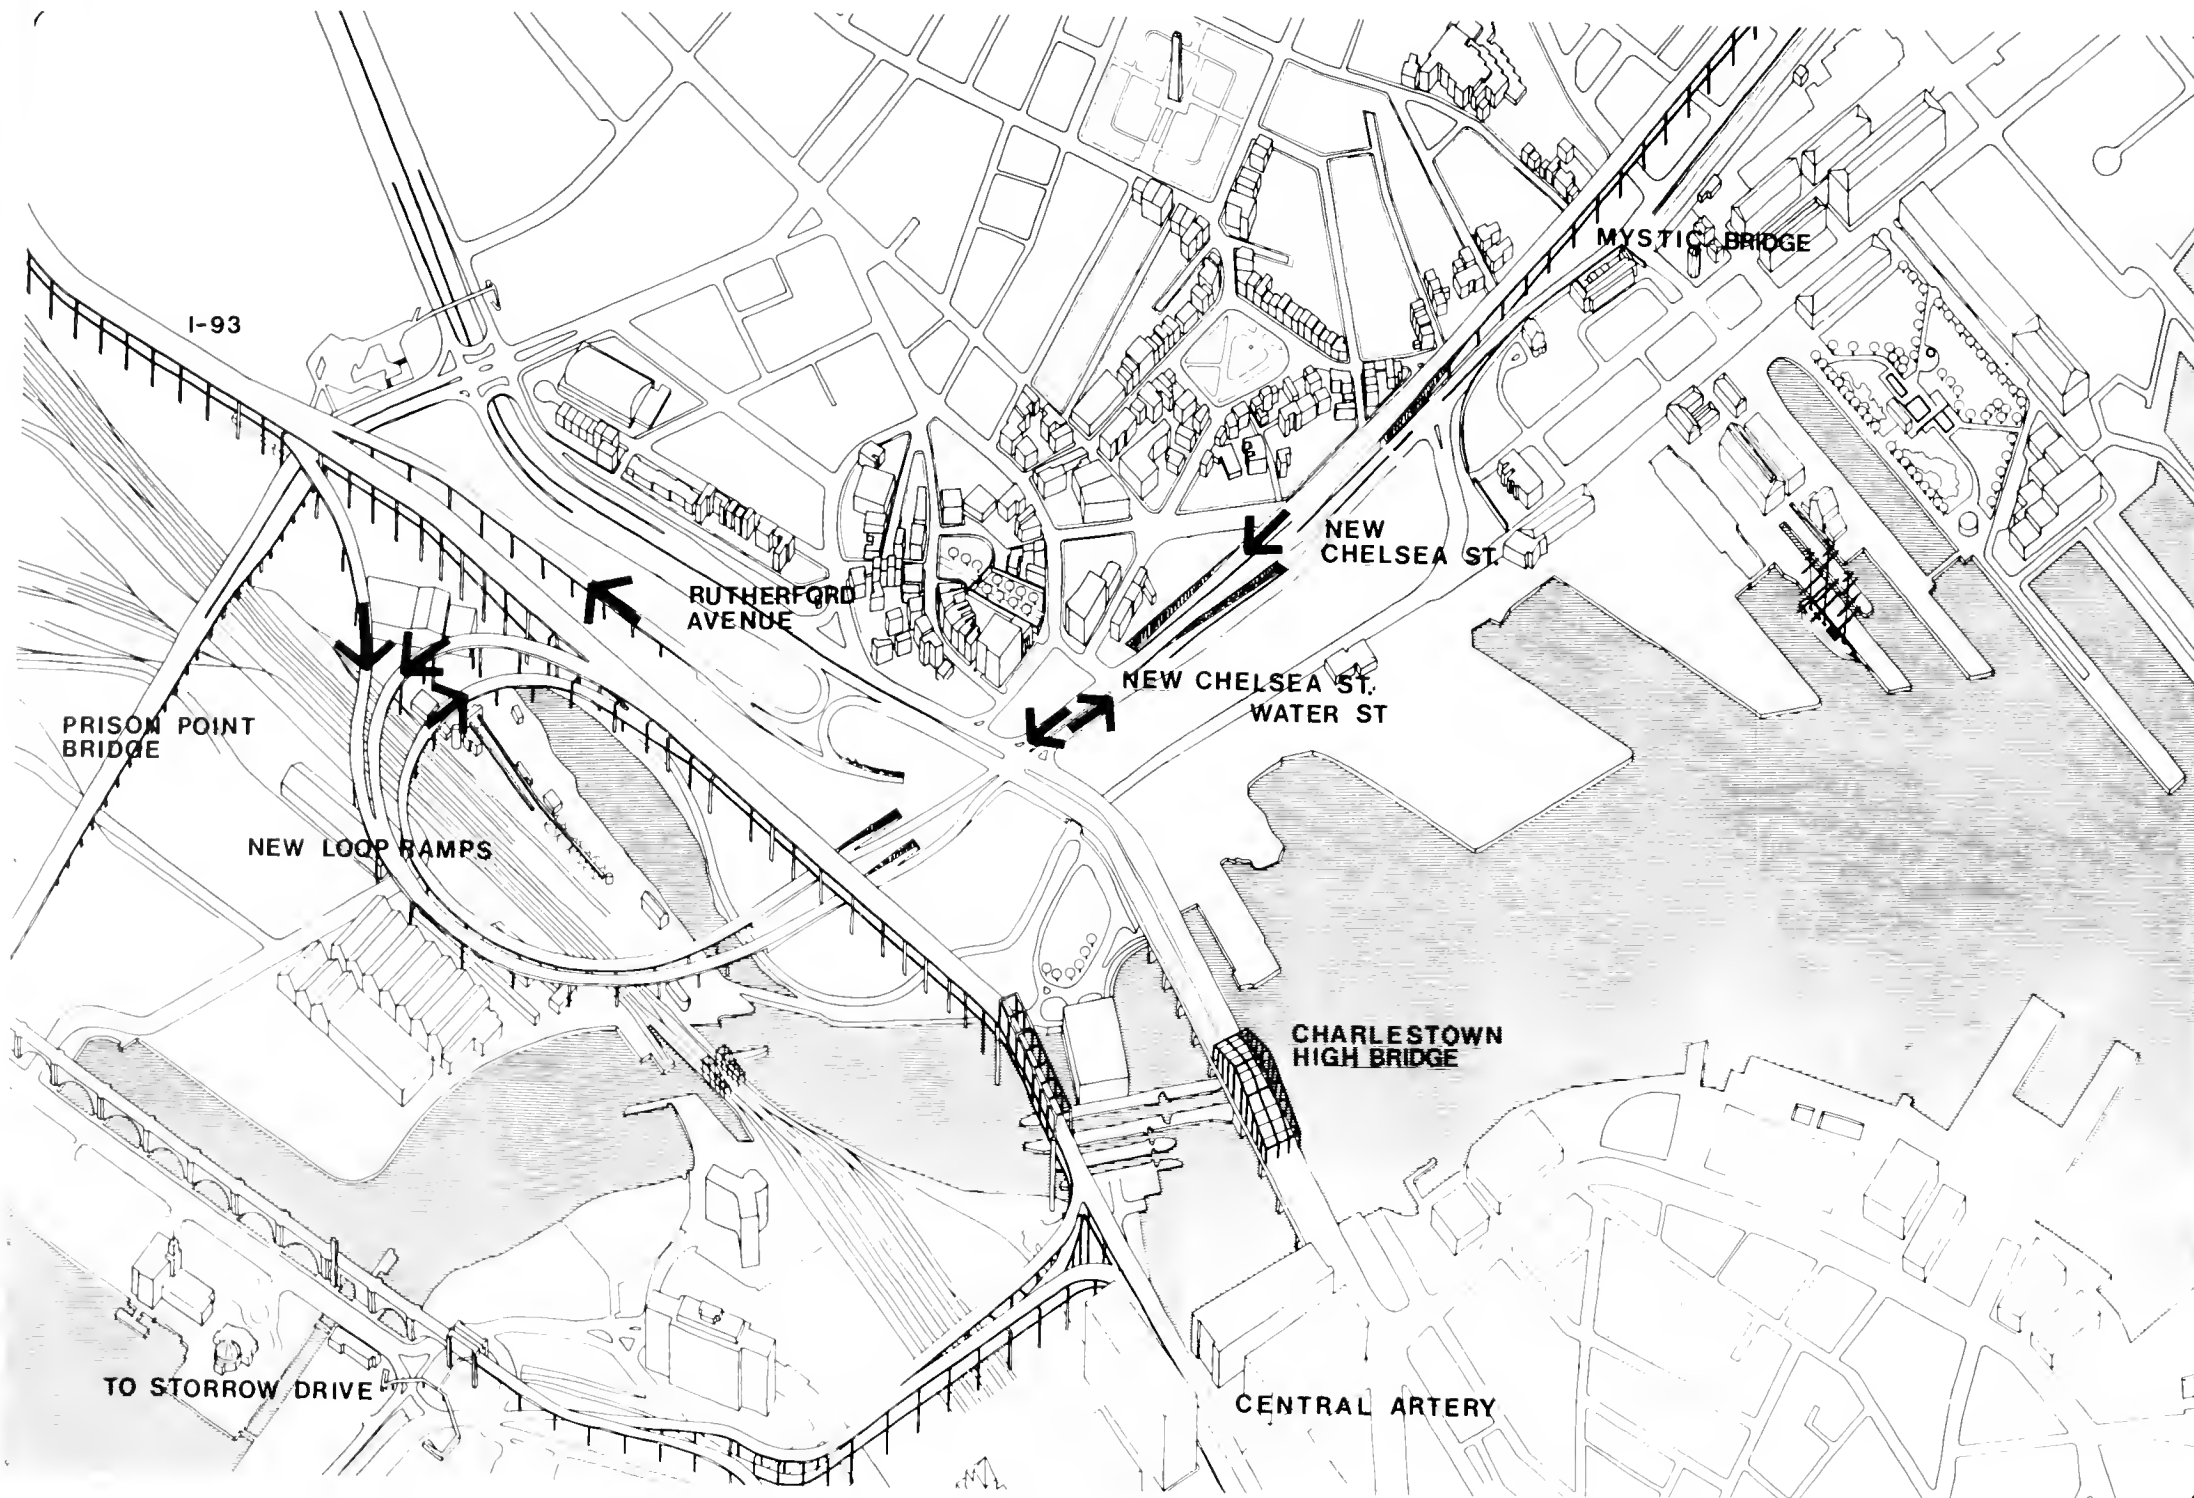 MYSTIC BRIDGE
I-93
NEW
CHELSEA ST.
RUTHERFORD
AVENUE
NEW CHELSEA ST.
WATER ST
PRISON POINT
BRIDGE
NEW LOOP RAMPS
CHARLESTOWN
HIGH BRIDGE
TO STORROW DRIVE
CENTRAL ARTERY